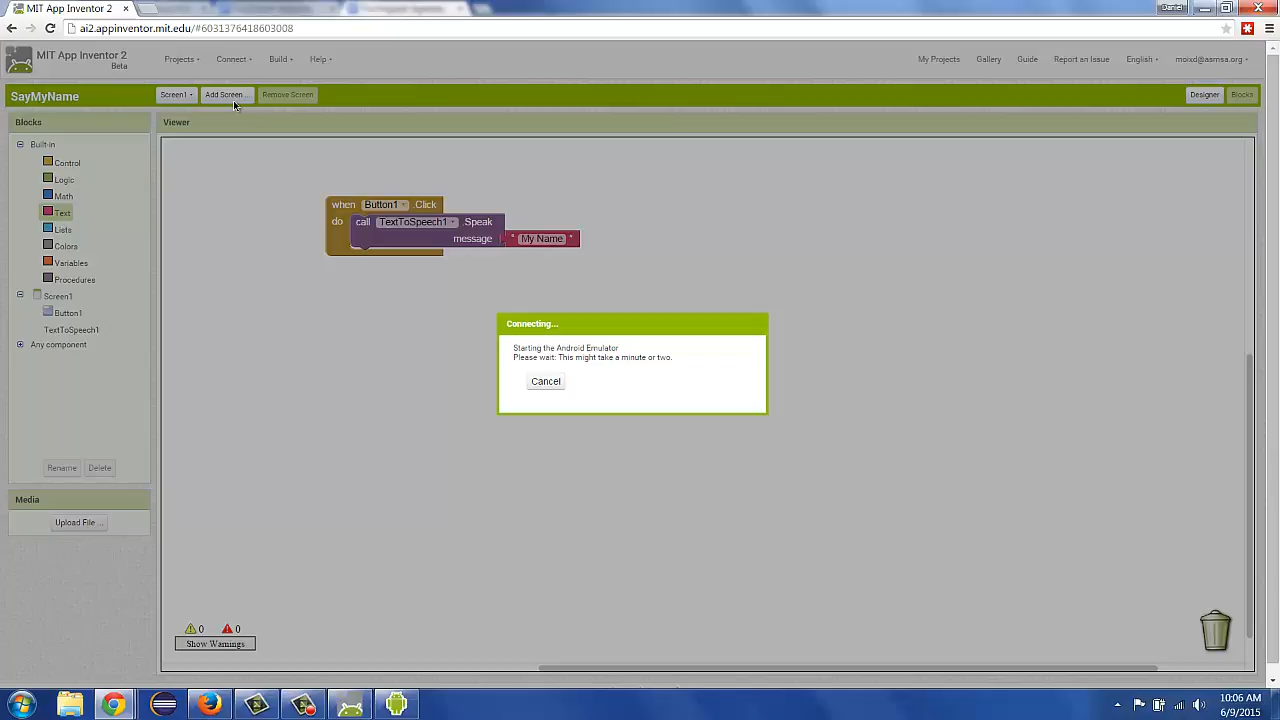 MIT App Inventor 2
Daniel
ai2.appinventor.mit.edu/#6031376418603008
MIT App Inventor 2
Beta
Projects
Connect
Build
Help
My Projects
Gallery
Guide
Report an Issue
English
moixd@asmsa.org
SayMyName
Screen1
Add Screen ...
Remove Screen
Designer
Blocks
Blocks
Viewer
Built-in
Control
Logic
Math
Text
Lists
Colors
Variables
Procedures
Screen1
Button1
TextToSpeech1
Any component
Rename
Delete
Media
Upload File ...
when Button1 .Click
do call TextToSpeech1 .Speak
message " My Name "
Connecting...
Starting the Android Emulator
Please wait: This might take a minute or two.
Cancel
0 0
Show Warnings
10:06 AM
6/9/2015